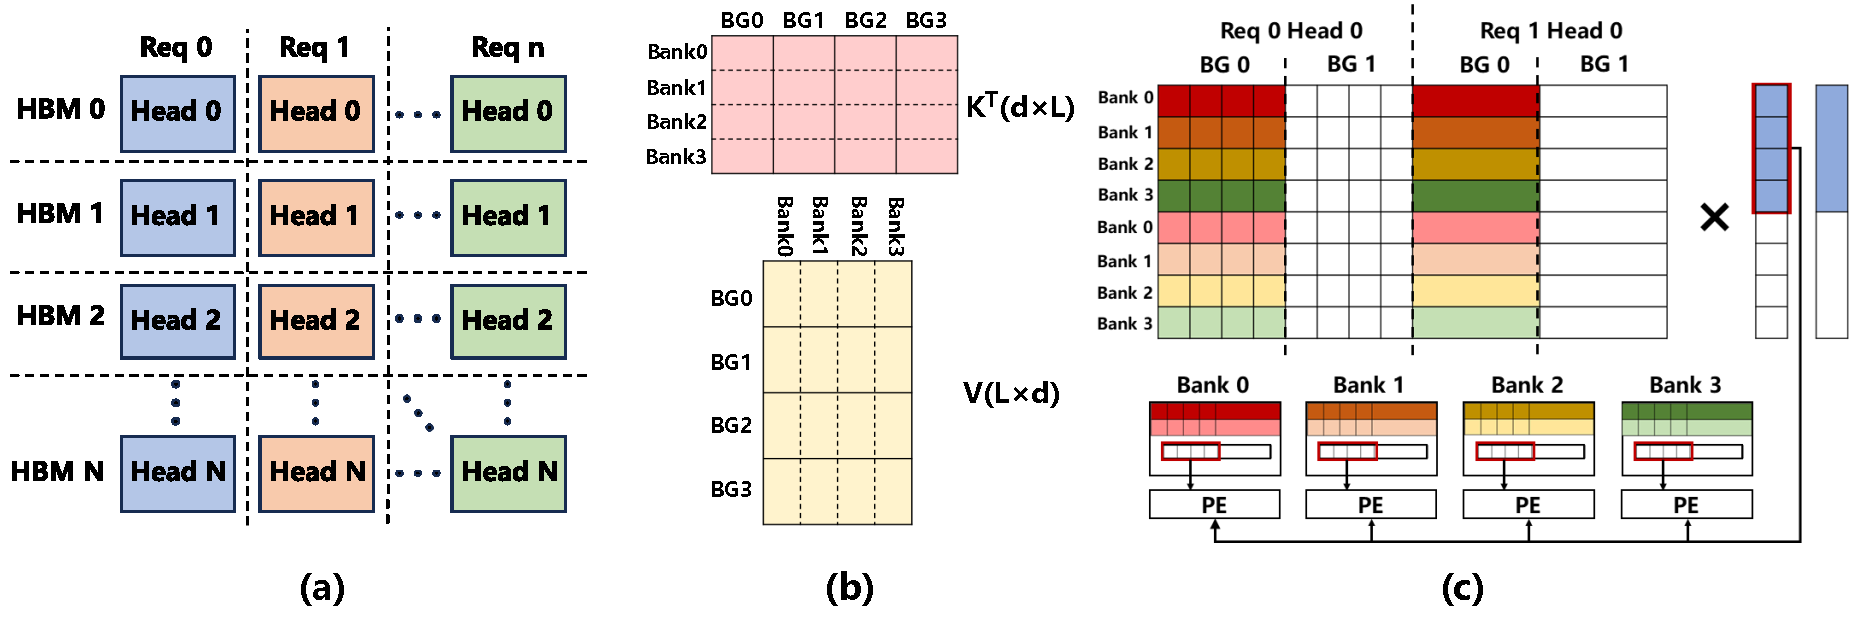 Req 0 Req 1 Req n
HBM 0 Head 0 Head 0 Head 0
HBM 1 Head 1 Head 1 Head 1
HBM 2 Head 2 Head 2 Head 2
HBM N Head N Head N Head N
(a)
BG0 BG1 BG2 BG3
Bank0
Bank1
Bank2
Bank3
K^T(d×L)
Bank0 Bank1 Bank2 Bank3
BG0
BG1
BG2
BG3
V(L×d)
(b)
Req 0 Head 0 Req 1 Head 0
BG 0 BG 1 BG 0 BG 1
Bank 0
Bank 1
Bank 2
Bank 3
Bank 0
Bank 1
Bank 2
Bank 3
×
Bank 0 Bank 1 Bank 2 Bank 3
PE PE PE PE
(c)